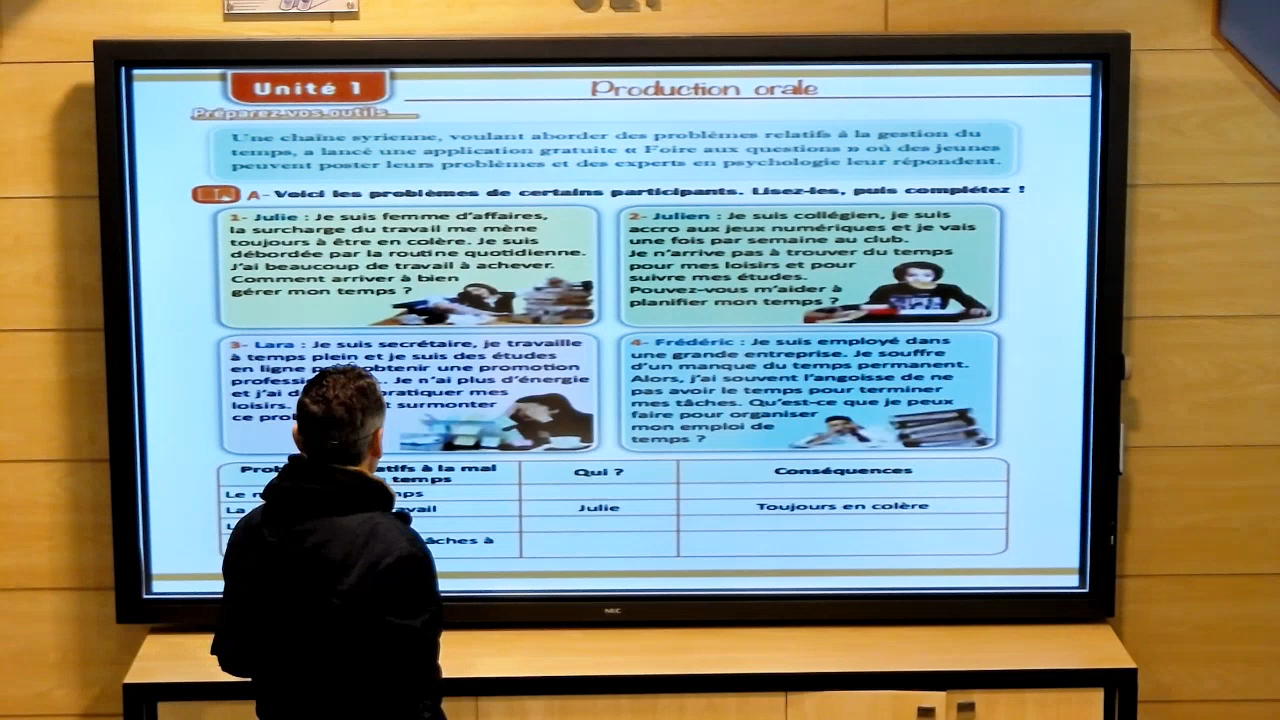 Unité 1
Production orale
Préparez vos outils
Une chaîne syrienne, voulant aborder des problèmes relatifs à la gestion du
temps, a lancé une application gratuite « Foire aux questions » où des jeunes
peuvent poster leurs problèmes et des experts en psychologie leur répondent.
A- Voici les problèmes de certains participants. Lisez-les, puis complétez !
1- Julie : Je suis femme d'affaires,
la surcharge du travail me mène
toujours à être en colère. Je suis
débordée par la routine quotidienne.
J'ai beaucoup de travail à achever.
Comment arriver à bien
gérer mon temps ?
2- Julien : Je suis collégien, je suis
accro aux jeux numériques et je vais
une fois par semaine au club.
Je n'arrive pas à trouver du temps
pour mes loisirs et pour
suivre mes études.
Pouvez-vous m'aider à
planifier mon temps ?
3- Lara : Je suis secrétaire, je travaille
à temps plein et je suis des études
en ligne obtenir une promotion
Je n'ai plus d'énergie
et j'ai pratiquer mes
loisirs. surmonter
ce
4- Frédéric : Je suis employé dans
une grande entreprise. Je souffre
d'un manque du temps permanent.
Alors, j'ai souvent l'angoisse de ne
pas avoir le temps pour terminer
mes tâches. Qu'est-ce que je peux
faire pour organiser
mon emploi de
temps ?
à la mal
temps
Qui ?
Conséquences
Le
La
Julie
Toujours en colère
à
NEC